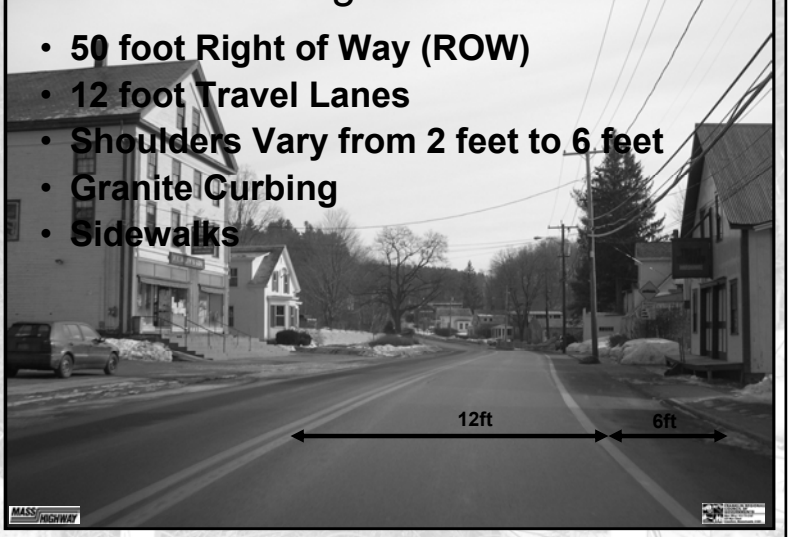 • 50 foot Right of Way (ROW)
• 12 foot Travel Lanes
• Shoulders Vary from 2 feet to 6 feet
• Granite Curbing
• Sidewalks
12ft
6ft
MASS
HIGHWAY